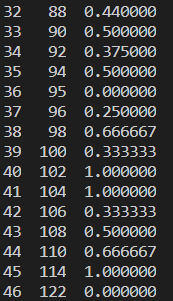 32 88 0.440000
33 90 0.500000
34 92 0.375000
35 94 0.500000
36 95 0.000000
37 96 0.250000
38 98 0.666667
39 100 0.333333
40 102 1.000000
41 104 1.000000
42 106 0.333333
43 108 0.500000
44 110 0.666667
45 114 1.000000
46 122 0.000000